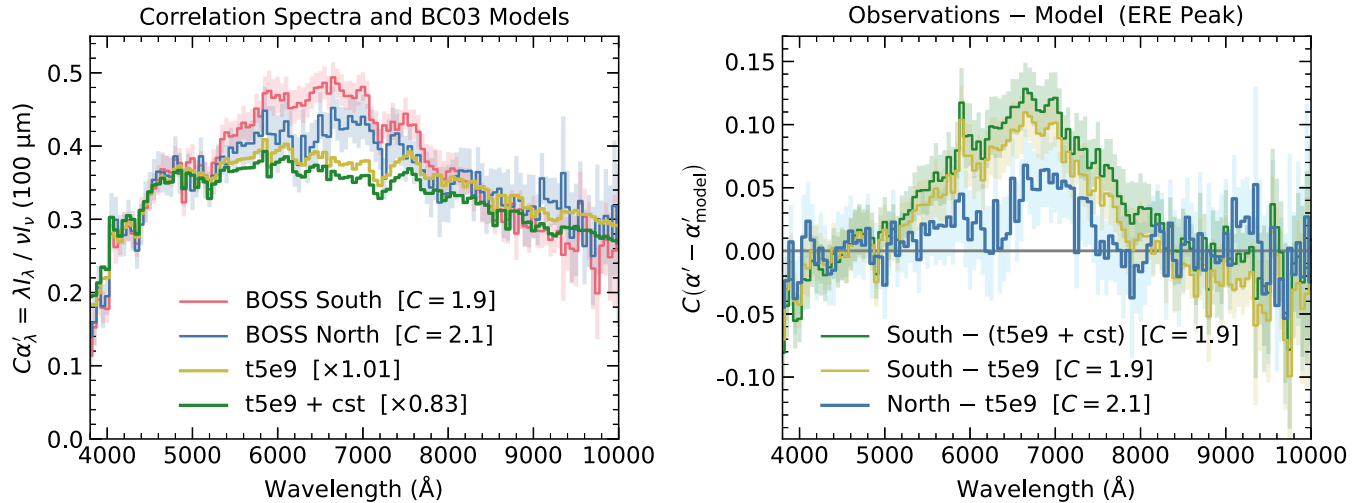 Correlation Spectra and BC03 Models
Cα′λ = λIλ / νIν (100 μm)
0.5
0.4
0.3
0.2
0.1
0.0
BOSS South [C = 1.9]
BOSS North [C = 2.1]
t5e9 [×1.01]
t5e9 + cst [×0.83]
4000 5000 6000 7000 8000 9000 10000
Wavelength (Å)
Observations − Model (ERE Peak)
C(α′ − α′model)
0.15
0.10
0.05
0.00
-0.05
-0.10
South − (t5e9 + cst) [C = 1.9]
South − t5e9 [C = 1.9]
North − t5e9 [C = 2.1]
4000 5000 6000 7000 8000 9000 10000
Wavelength (Å)